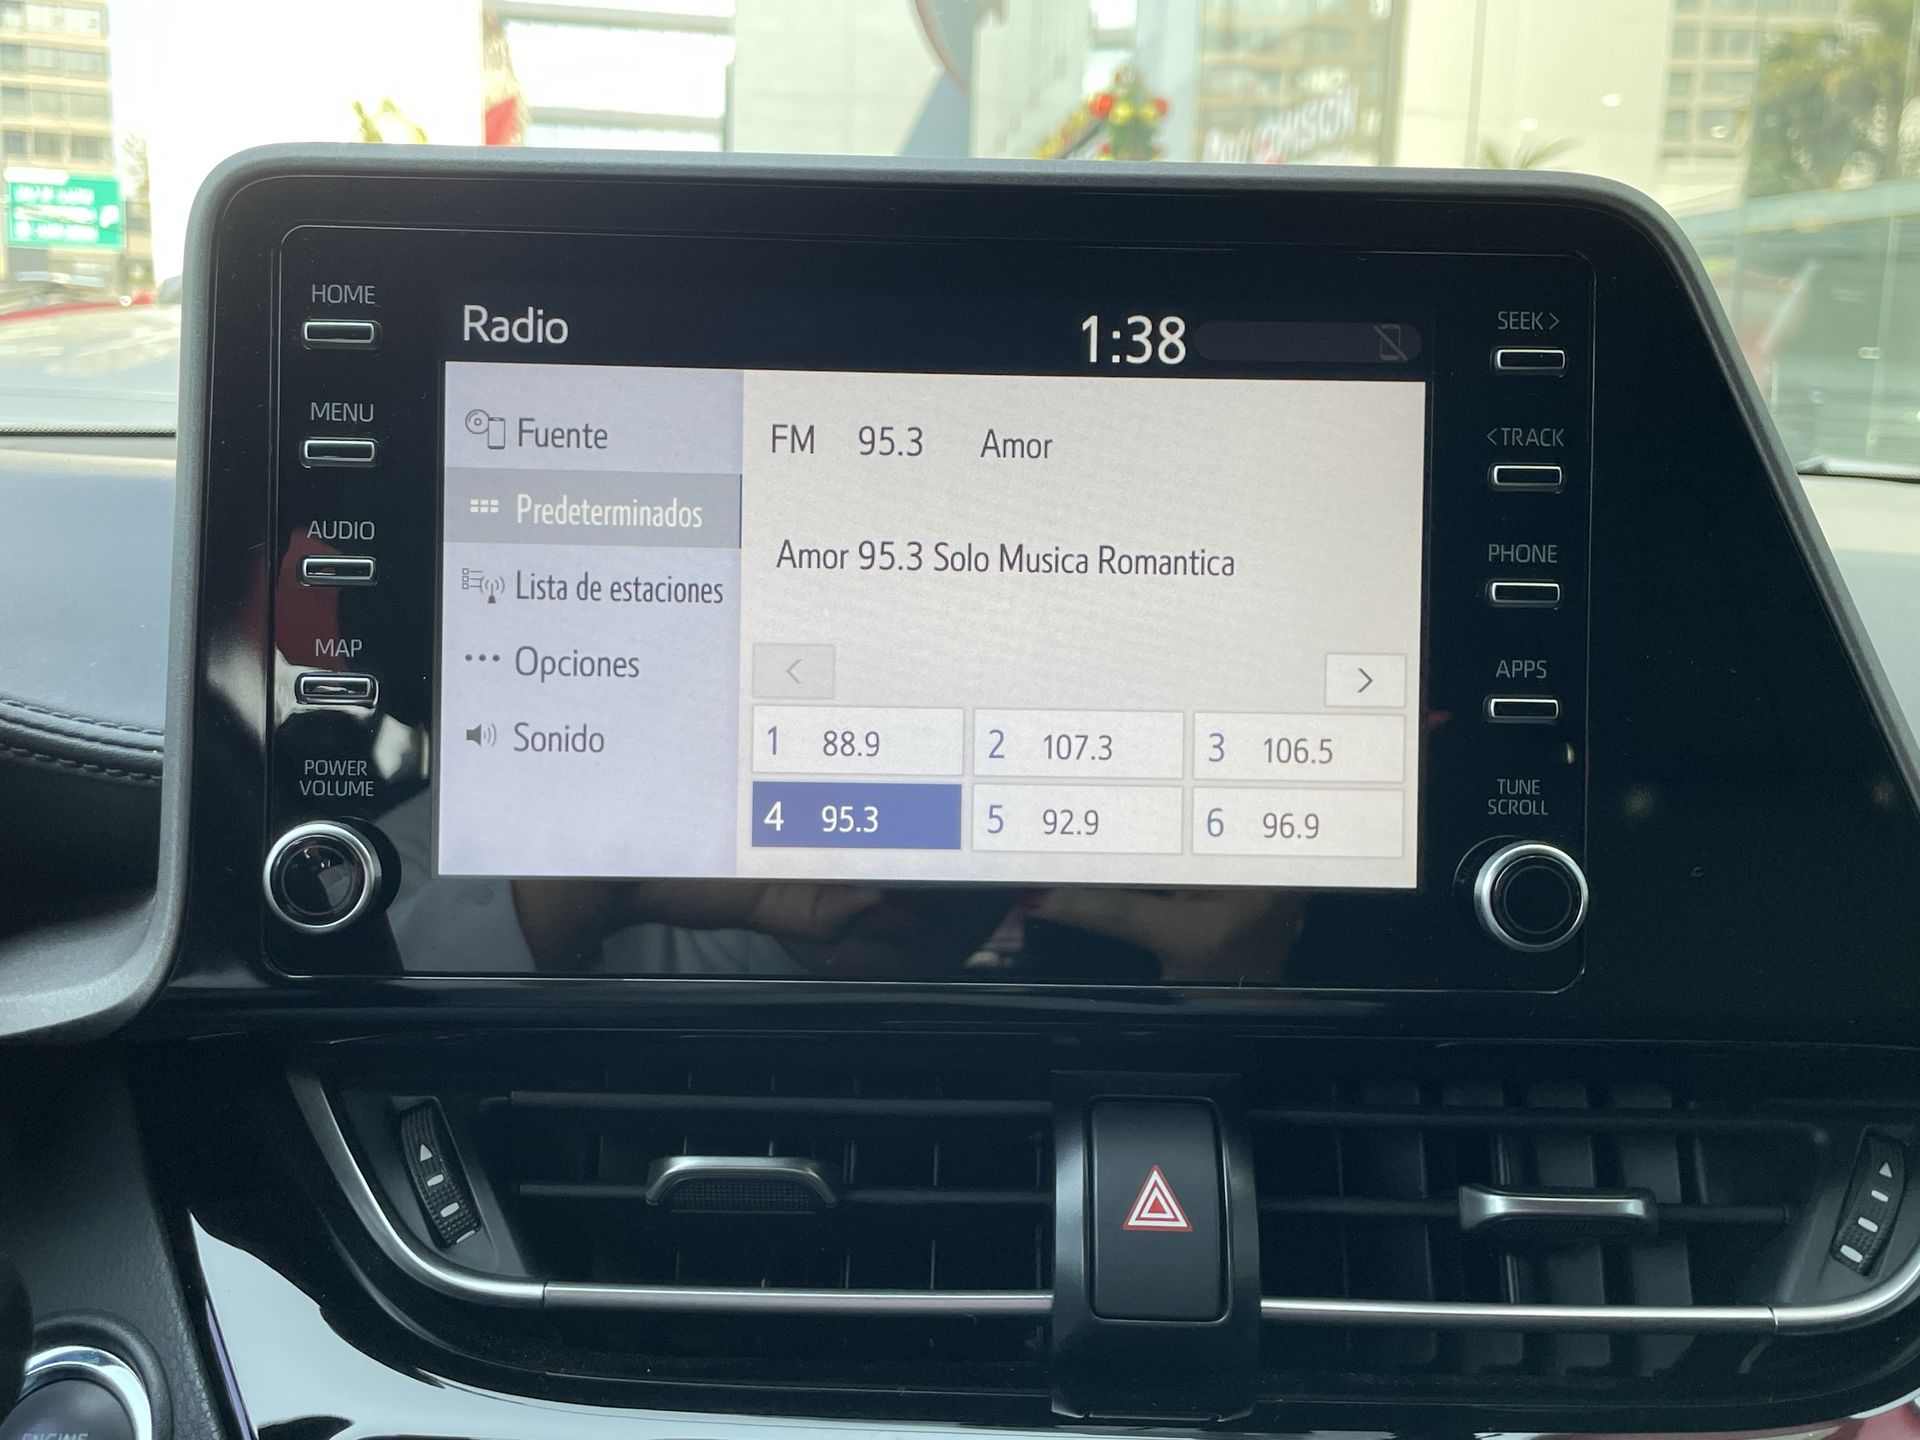 HOME
MENU
AUDIO
MAP
POWER
VOLUME
Radio
1:38
Fuente
Predeterminados
Lista de estaciones
Opciones
Sonido
FM 95.3 Amor
Amor 95.3 Solo Musica Romantica
< >
1 88.9 2 107.3 3 106.5
4 95.3 5 92.9 6 96.9
SEEK >
< TRACK
PHONE
APPS
TUNE
SCROLL
ENGINE